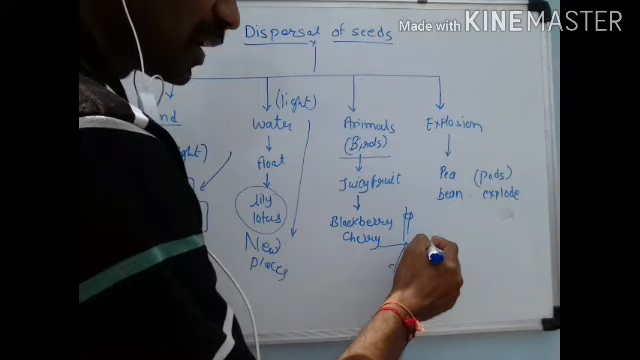 Made with KINEMASTER
Dispersal of seeds
nd
ght)
(light)
Water
float
lily
lotus
New
places
Animals
(Birds)
Juicy fruit
Blackberry
Cherry
Explosion
Pea (Pods)
bean explode